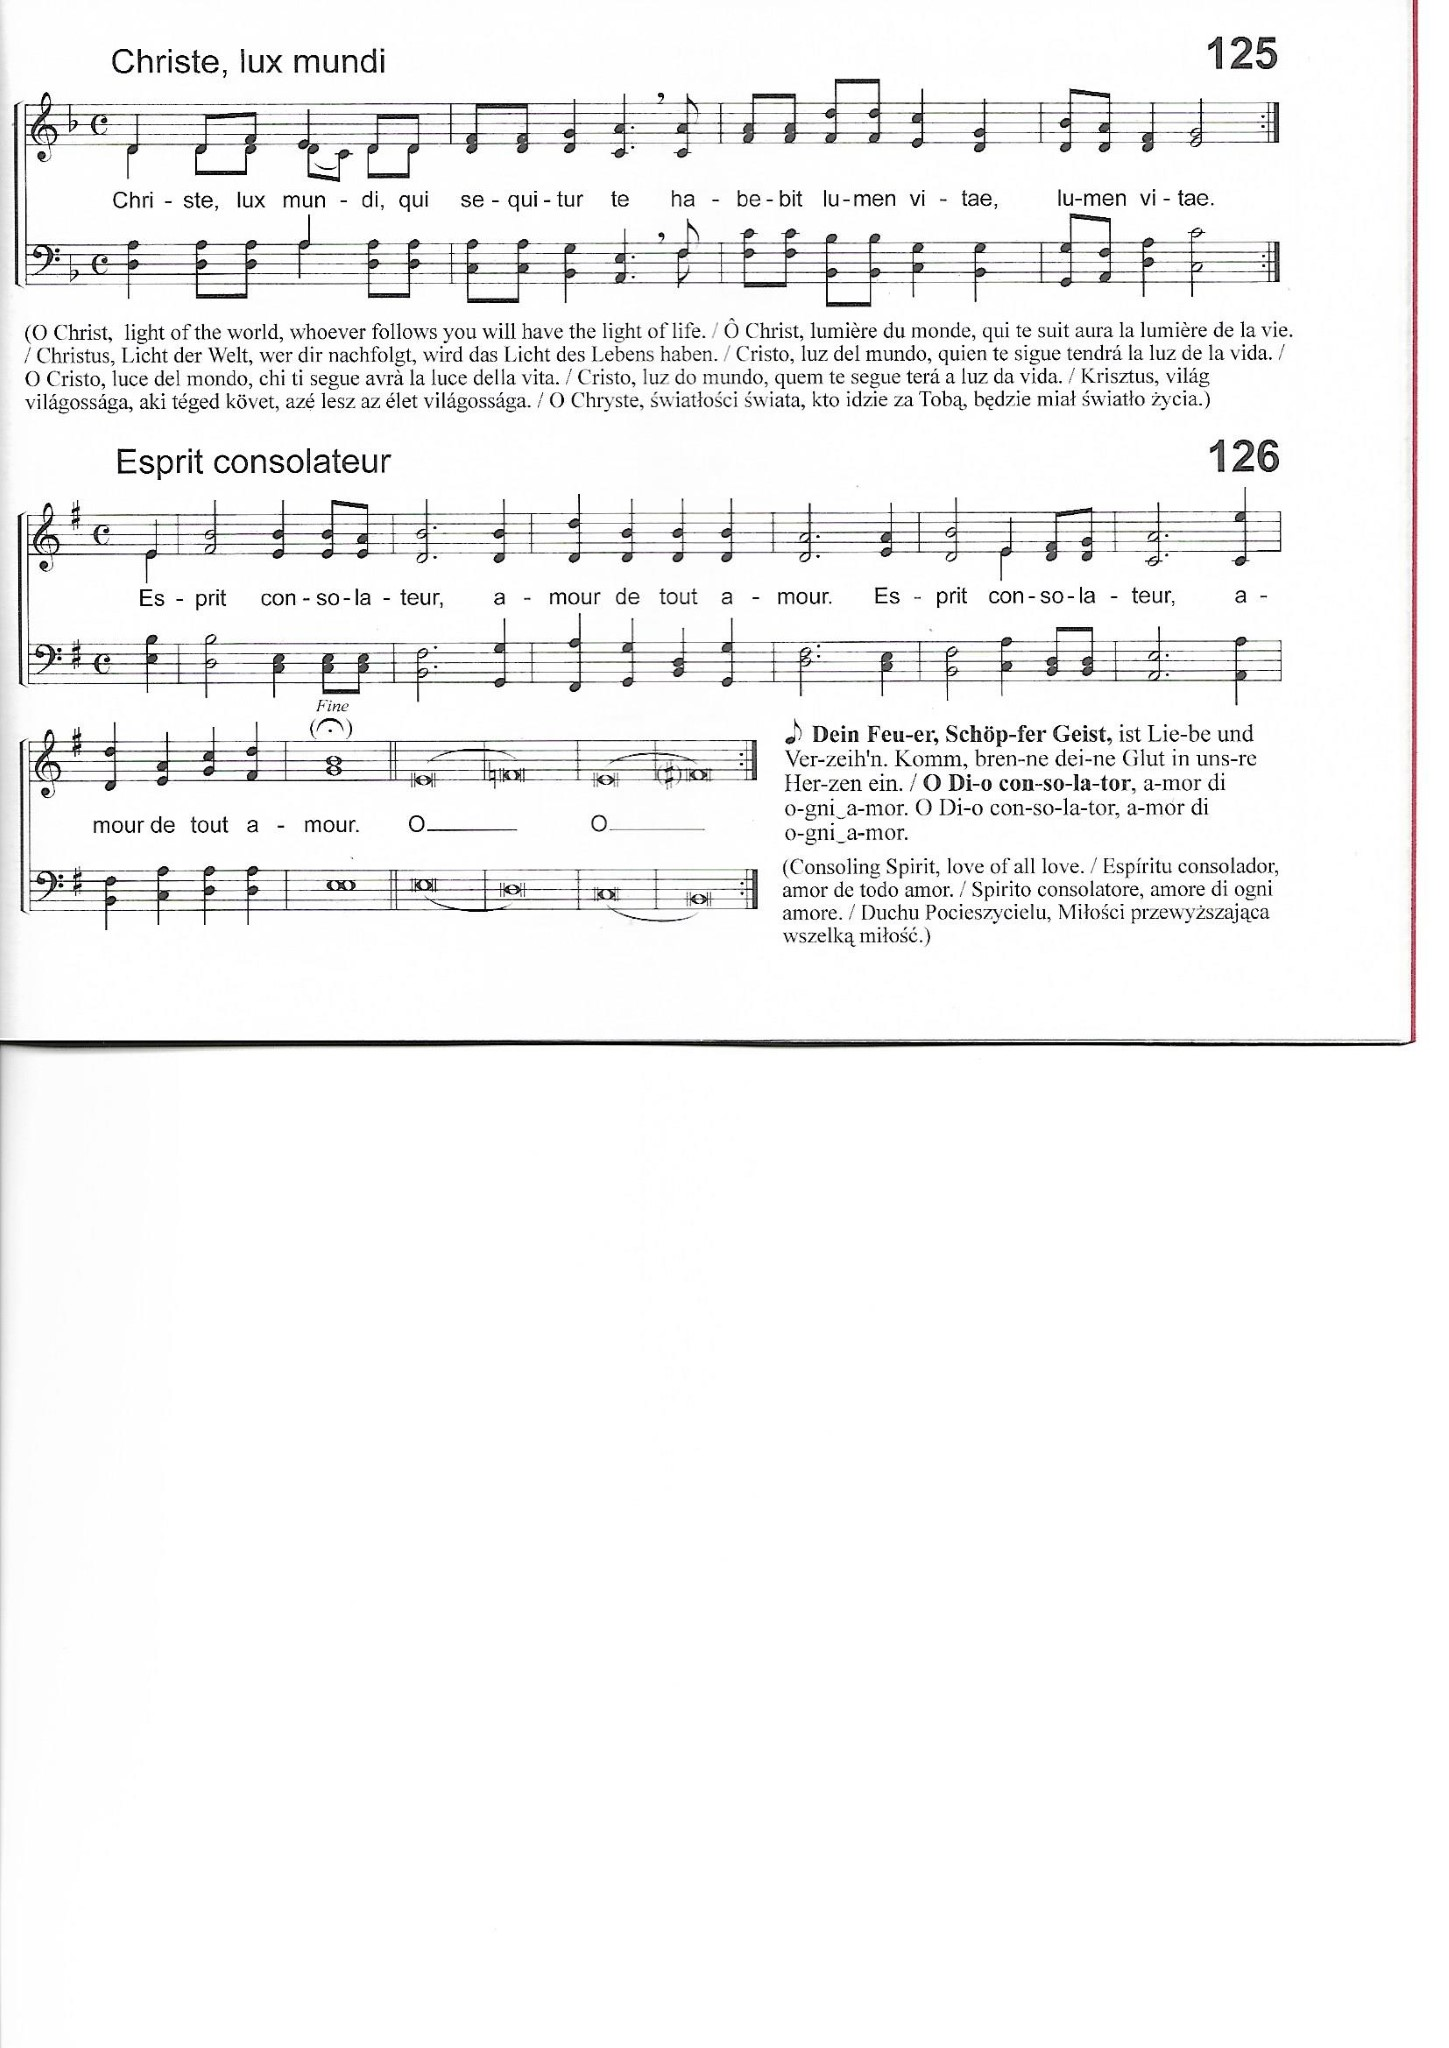 Christe, lux mundi
125
Chri - ste, lux mun - di, qui se - qui - tur te ha - be - bit lu-men vi - tae, lu-men vi - tae.
(O Christ, light of the world, whoever follows you will have the light of life. / Ô Christ, lumière du monde, qui te suit aura la lumière de la vie.
/ Christus, Licht der Welt, wer dir nachfolgt, wird das Licht des Lebens haben. / Cristo, luz del mundo, quien te sigue tendrá la luz de la vida. /
O Cristo, luce del mondo, chi ti segue avrà la luce della vita. / Cristo, luz do mundo, quem te segue terá a luz da vida. / Krisztus, világ
világossága, aki téged követ, azé lesz az élet világossága. / O Chryste, światłości świata, kto idzie za Tobą, będzie miał światło życia.)
Esprit consolateur
126
Es - prit con - so - la - teur, a - mour de tout a - mour. Es - prit con - so - la - teur, a -
Fine
mour de tout a - mour. O O
Dein Feu-er, Schöp-fer Geist, ist Lie-be und
Ver-zeih'n. Komm, bren-ne dei-ne Glut in uns-re
Her-zen ein. / O Di-o con-so-la-tor, a-mor di
o-gni‿a-mor. O Di-o con-so-la-tor, a-mor di
o-gni‿a-mor.
(Consoling Spirit, love of all love. / Espíritu consolador,
amor de todo amor. / Spirito consolatore, amore di ogni
amore. / Duchu Pocieszycielu, Miłości przewyższająca
wszelką miłość.)